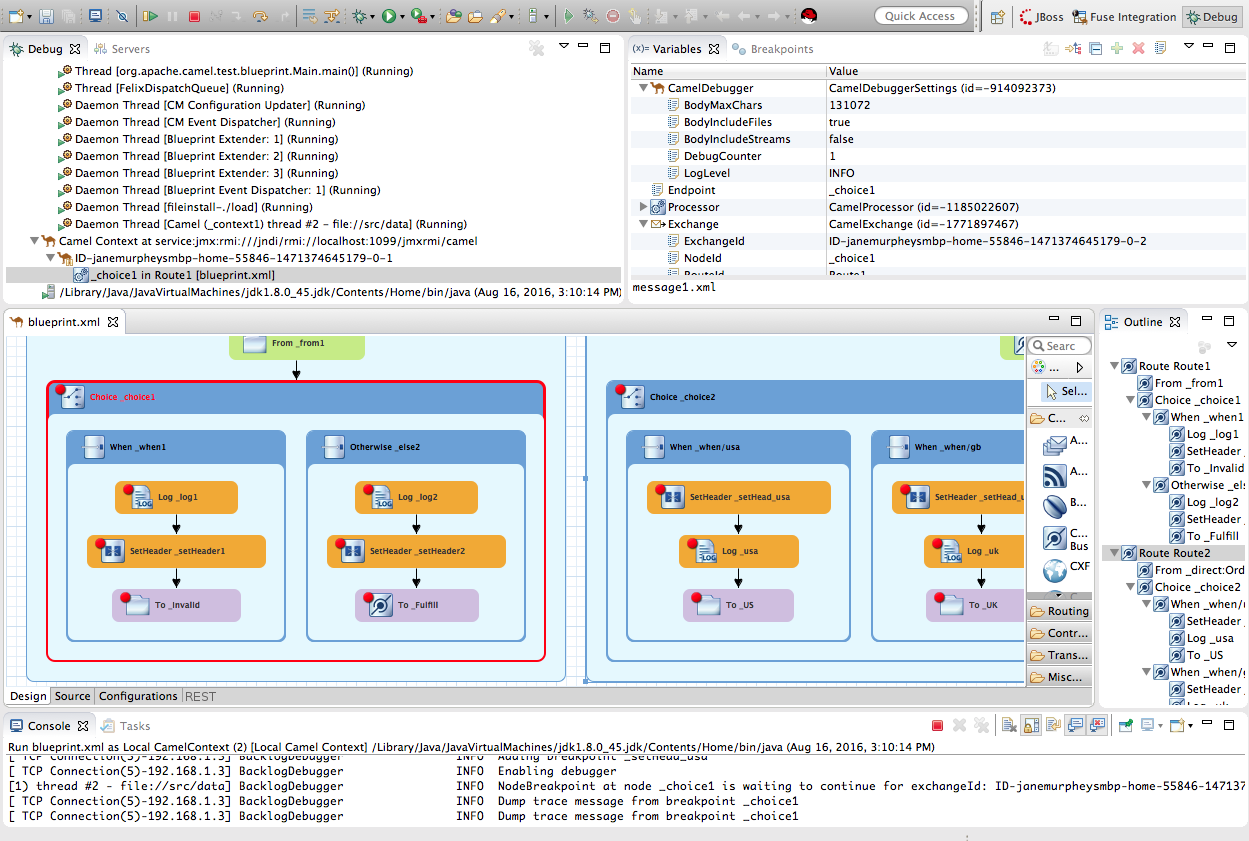 Quick Access
JBoss
Fuse Integration
Debug
Debug
Servers
Thread [org.apache.camel.test.blueprint.Main.main()] (Running)
Thread [FelixDispatchQueue] (Running)
Daemon Thread [CM Configuration Updater] (Running)
Daemon Thread [CM Event Dispatcher] (Running)
Daemon Thread [Blueprint Extender: 1] (Running)
Daemon Thread [Blueprint Extender: 2] (Running)
Daemon Thread [Blueprint Extender: 3] (Running)
Daemon Thread [Blueprint Event Dispatcher: 1] (Running)
Daemon Thread [fileinstall-./load] (Running)
Daemon Thread [Camel (_context1) thread #2 - file://src/data] (Running)
Camel Context at service:jmx:rmi:///jndi/rmi://localhost:1099/jmxrmi/camel
ID-janemurpheysmbp-home-55846-1471374645179-0-1
_choice1 in Route1 [blueprint.xml]
/Library/Java/JavaVirtualMachines/jdk1.8.0_45.jdk/Contents/Home/bin/java (Aug 16, 2016, 3:10:14 PM)
(x)= Variables
Breakpoints
Name Value
CamelDebugger CamelDebuggerSettings (id=-914092373)
BodyMaxChars 131072
BodyIncludeFiles true
BodyIncludeStreams false
DebugCounter 1
LogLevel INFO
Endpoint _choice1
Processor CamelProcessor (id=-1185022607)
Exchange CamelExchange (id=-1771897467)
ExchangeId ID-janemurpheysmbp-home-55846-1471374645179-0-2
NodeId _choice1
RouteId Route1
message1.xml
blueprint.xml
From _from1
Choice _choice1
When _when1
Otherwise _else2
Log _log1
Log _log2
SetHeader _setHeader1
SetHeader _setHeader2
To _Invalid
To _Fulfill
Choice _choice2
When _when/usa
When _when/gb
SetHeader _setHead_usa
SetHeader _setHead_u
Log _usa
Log _uk
To _US
To _UK
Searc
...
Sel...
C...
A...
A...
B...
C...
Bus
CXF
Routing
Contr...
Trans...
Misc...
Design
Source
Configurations
REST
Outline
Route Route1
From _from1
Choice _choice1
When _when1
Log _log1
SetHeader
To _Invalid
Otherwise _els
Log _log2
SetHeader
To _Fulfill
Route Route2
From _direct:Ord
Choice _choice2
When _when/u
SetHeader
Log _usa
To _US
When _when/g
SetHeader
Log _uk
Console
Tasks
Run blueprint.xml as Local CamelContext (2) [Local Camel Context] /Library/Java/JavaVirtualMachines/jdk1.8.0_45.jdk/Contents/Home/bin/java (Aug 16, 2016, 3:10:14 PM)
[ TCP Connection(5)-192.168.1.3] BacklogDebugger INFO Adding breakpoint _setHead_usa
[ TCP Connection(5)-192.168.1.3] BacklogDebugger INFO Enabling debugger
[1) thread #2 - file://src/data] BacklogDebugger INFO NodeBreakpoint at node _choice1 is waiting to continue for exchangeId: ID-janemurpheysmbp-home-55846-147137
[ TCP Connection(5)-192.168.1.3] BacklogDebugger INFO Dump trace message from breakpoint _choice1
[ TCP Connection(5)-192.168.1.3] BacklogDebugger INFO Dump trace message from breakpoint _choice1